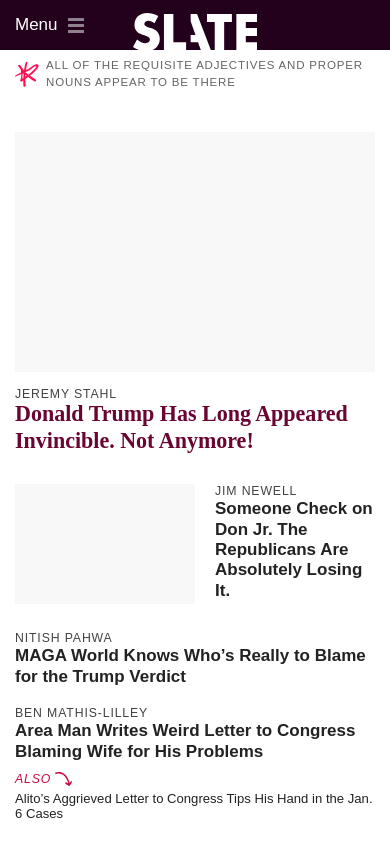 Menu
SLATE
ALL OF THE REQUISITE ADJECTIVES AND PROPER
NOUNS APPEAR TO BE THERE
JEREMY STAHL
Donald Trump Has Long Appeared
Invincible. Not Anymore!
JIM NEWELL
Someone Check on
Don Jr. The
Republicans Are
Absolutely Losing
It.
NITISH PAHWA
MAGA World Knows Who’s Really to Blame
for the Trump Verdict
BEN MATHIS-LILLEY
Area Man Writes Weird Letter to Congress
Blaming Wife for His Problems
ALSO
Alito’s Aggrieved Letter to Congress Tips His Hand in the Jan.
6 Cases